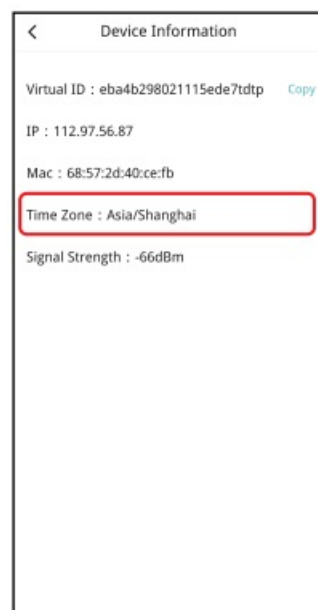 Device Information
Virtual ID : eba4b298021115ede7tdtp Copy
IP : 112.97.56.87
Mac : 68:57:2d:40:ce:fb
Time Zone : Asia/Shanghai
Signal Strength : -66dBm